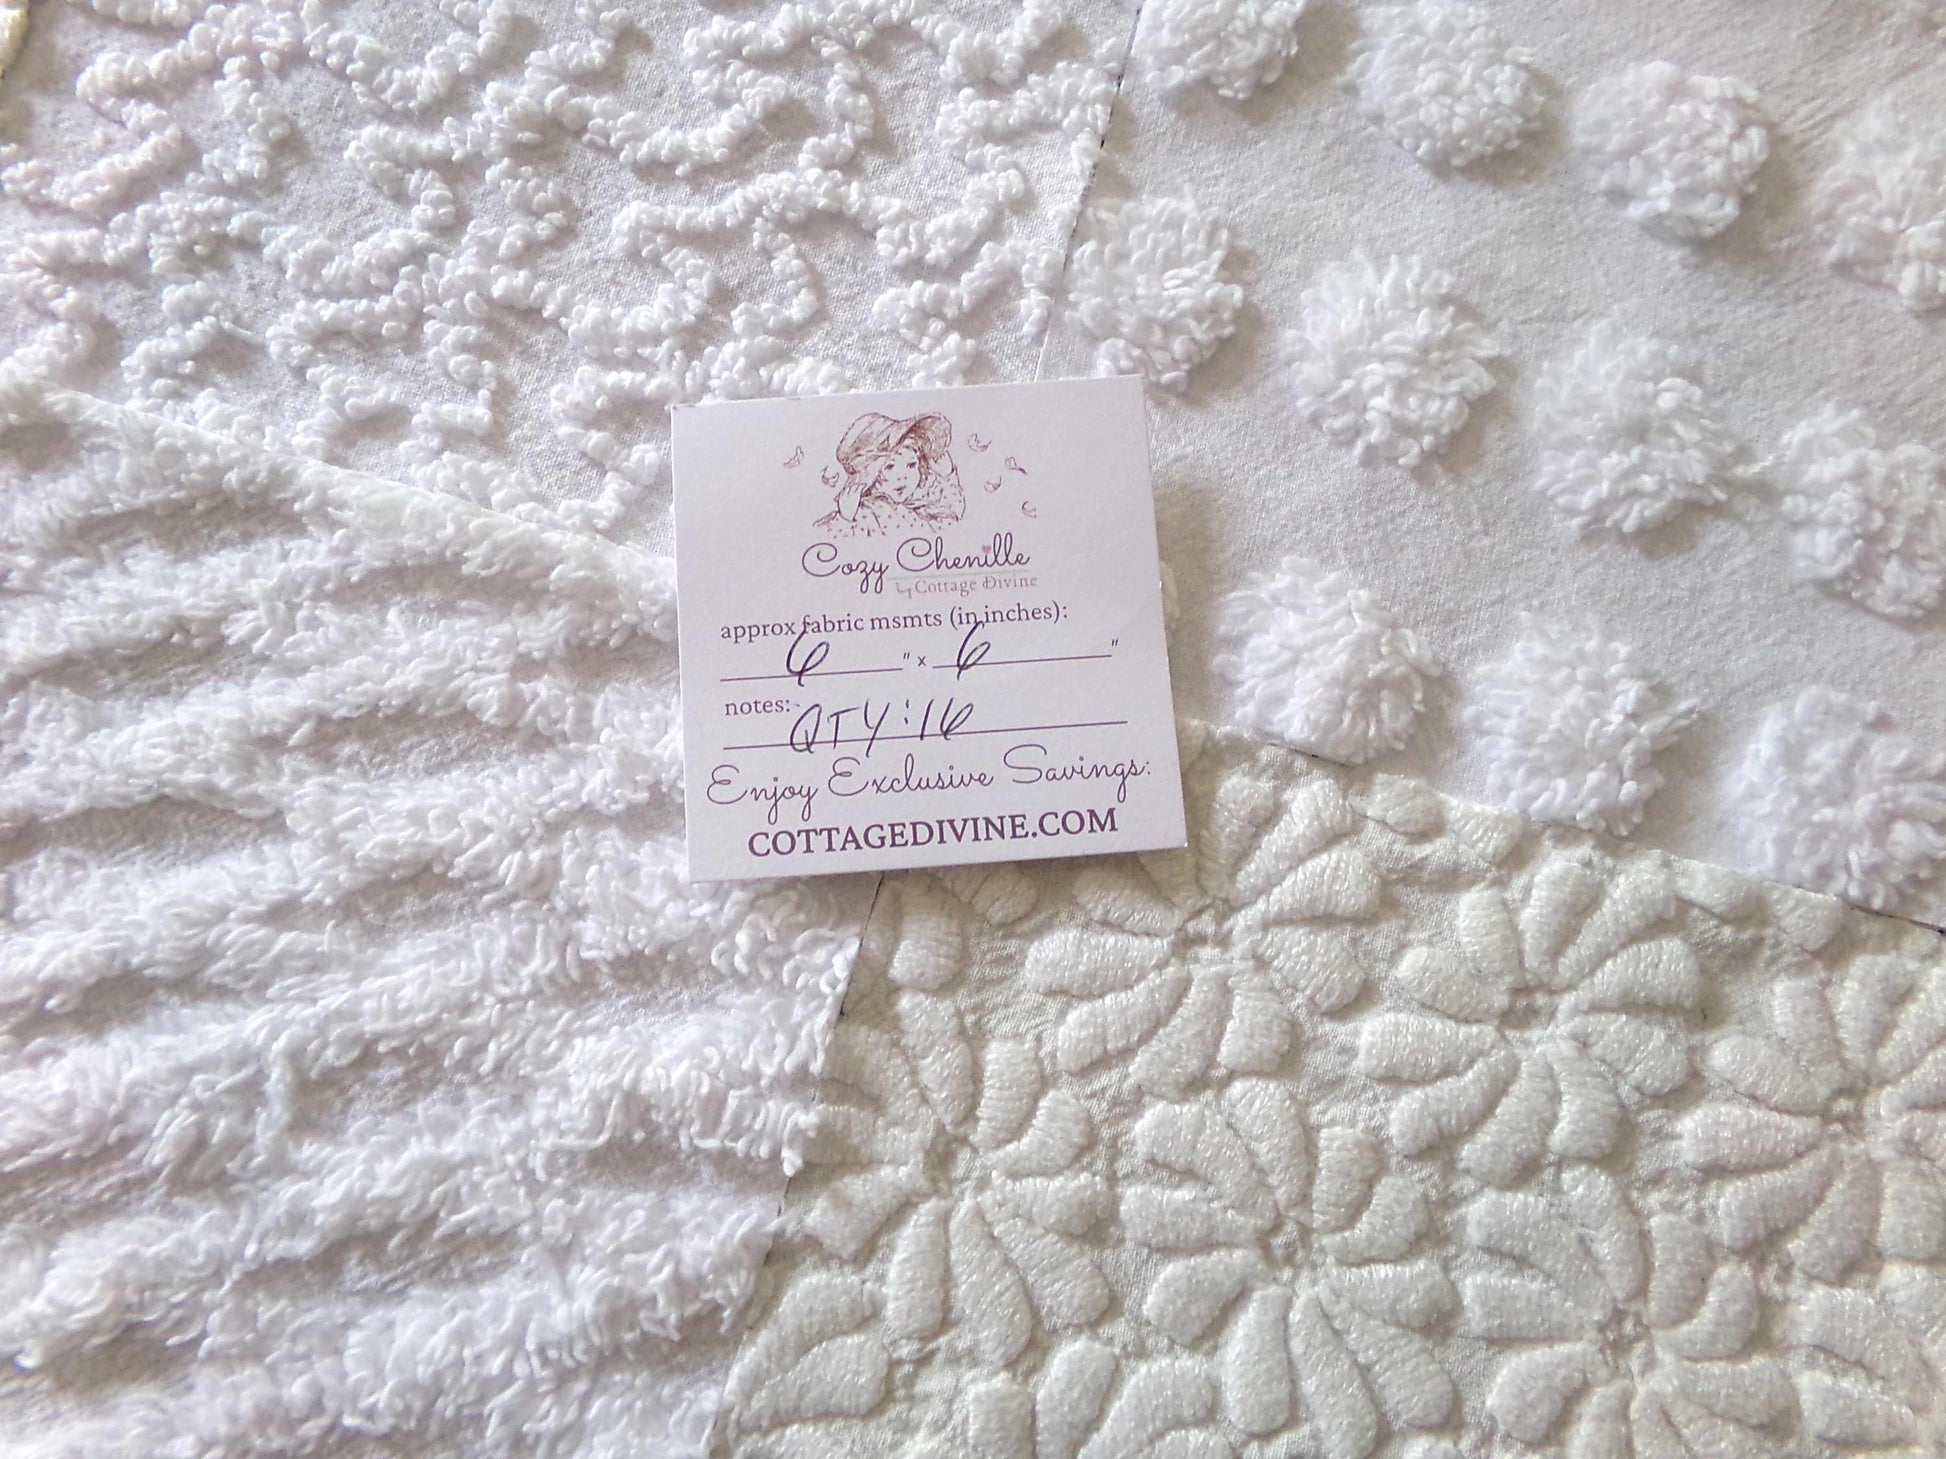 Cozy Chenille
by Cottage Divine
approx fabric msmts (in inches):
6 " x 6 "
notes: QTY: 16
Enjoy Exclusive Savings:
COTTAGEDIVINE.COM